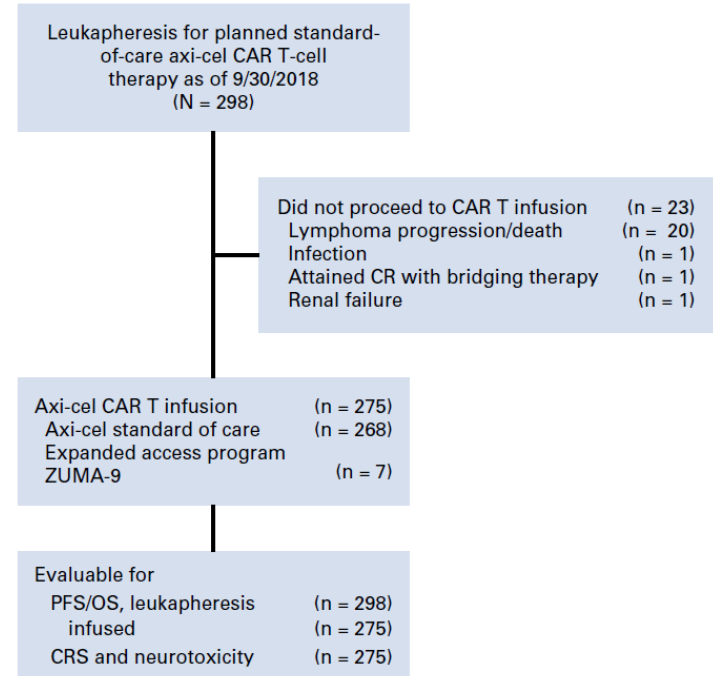 Leukapheresis for planned standard-
of-care axi-cel CAR T-cell
therapy as of 9/30/2018
(N = 298)
Did not proceed to CAR T infusion (n = 23)
Lymphoma progression/death (n = 20)
Infection (n = 1)
Attained CR with bridging therapy (n = 1)
Renal failure (n = 1)
Axi-cel CAR T infusion (n = 275)
Axi-cel standard of care (n = 268)
Expanded access program
ZUMA-9 (n = 7)
Evaluable for
PFS/OS, leukapheresis (n = 298)
infused (n = 275)
CRS and neurotoxicity (n = 275)